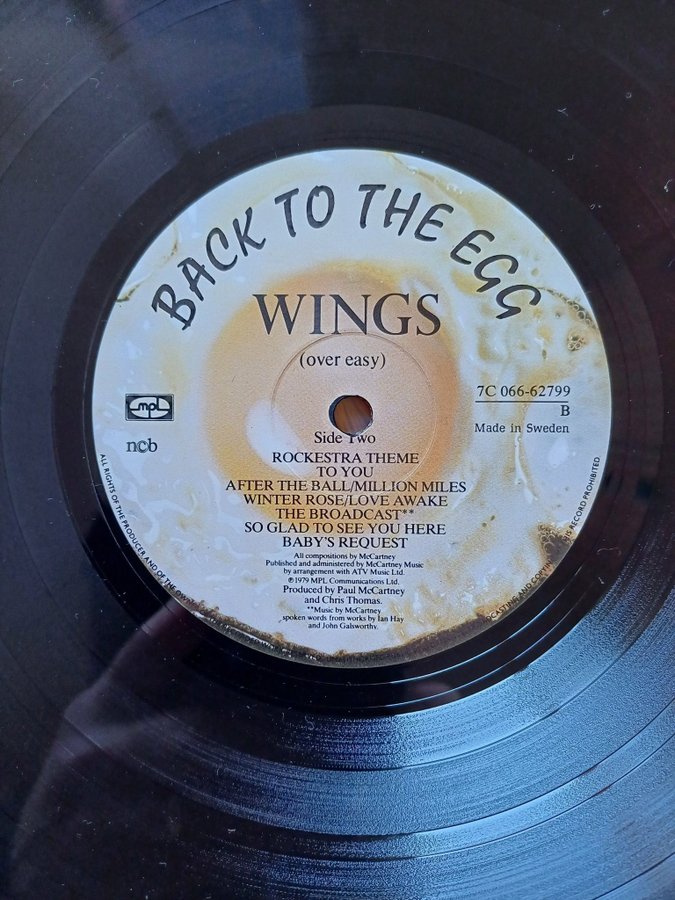 BACK TO THE EGG
WINGS
(over easy)
mpl
ncb
7C 066-62799
B
Made in Sweden
Side Two
ROCKESTRA THEME
TO YOU
AFTER THE BALL/MILLION MILES
WINTER ROSE/LOVE AWAKE
THE BROADCAST**
SO GLAD TO SEE YOU HERE
BABY'S REQUEST
All compositions by McCartney
Published and administered by McCartney Music
by arrangement with ATV Music Ltd.
℗1979 MPL Communications Ltd.
Produced by Paul McCartney
and Chris Thomas.
**Music by McCartney
spoken words from works by Ian Hay
and John Galsworthy.
ALL RIGHTS OF THE PRODUCER AND OF THE
THIS RECORD PROHIBITED